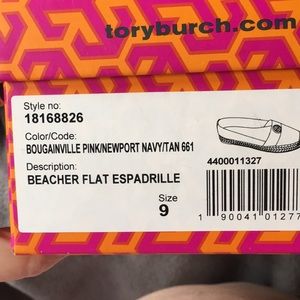 toryburch.com
Style no:
18168826
Color/Code:
BOUGAINVILLE PINK/NEWPORT NAVY/TAN 661
Description:
4400011327
BEACHER FLAT ESPADRILLE
Size
9
1 90041 01277